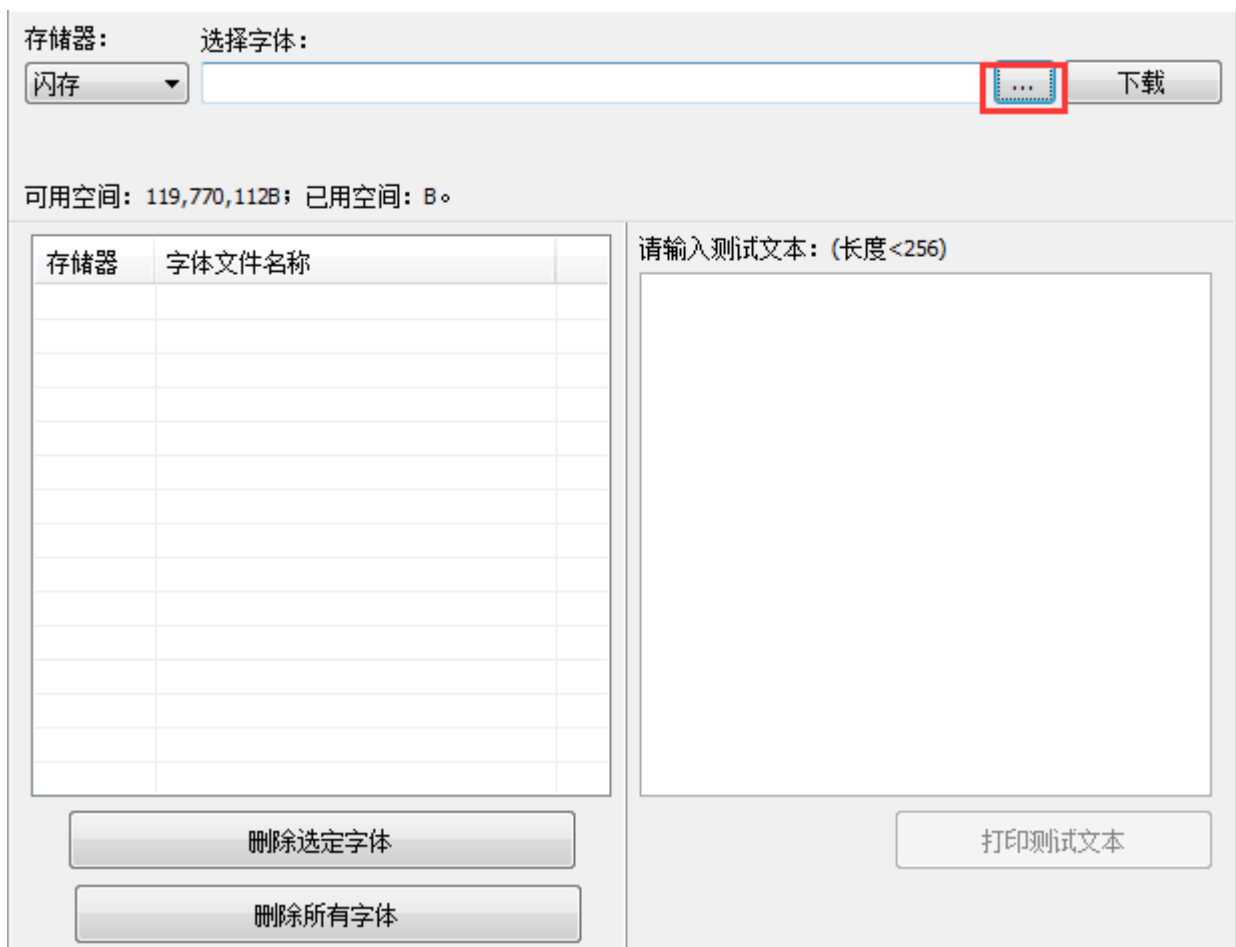 存储器： 选择字体：
闪存 ... 下载
可用空间：119,770,112B；已用空间：B。
存储器 字体文件名称
请输入测试文本：(长度<256)
删除选定字体
打印测试文本
删除所有字体